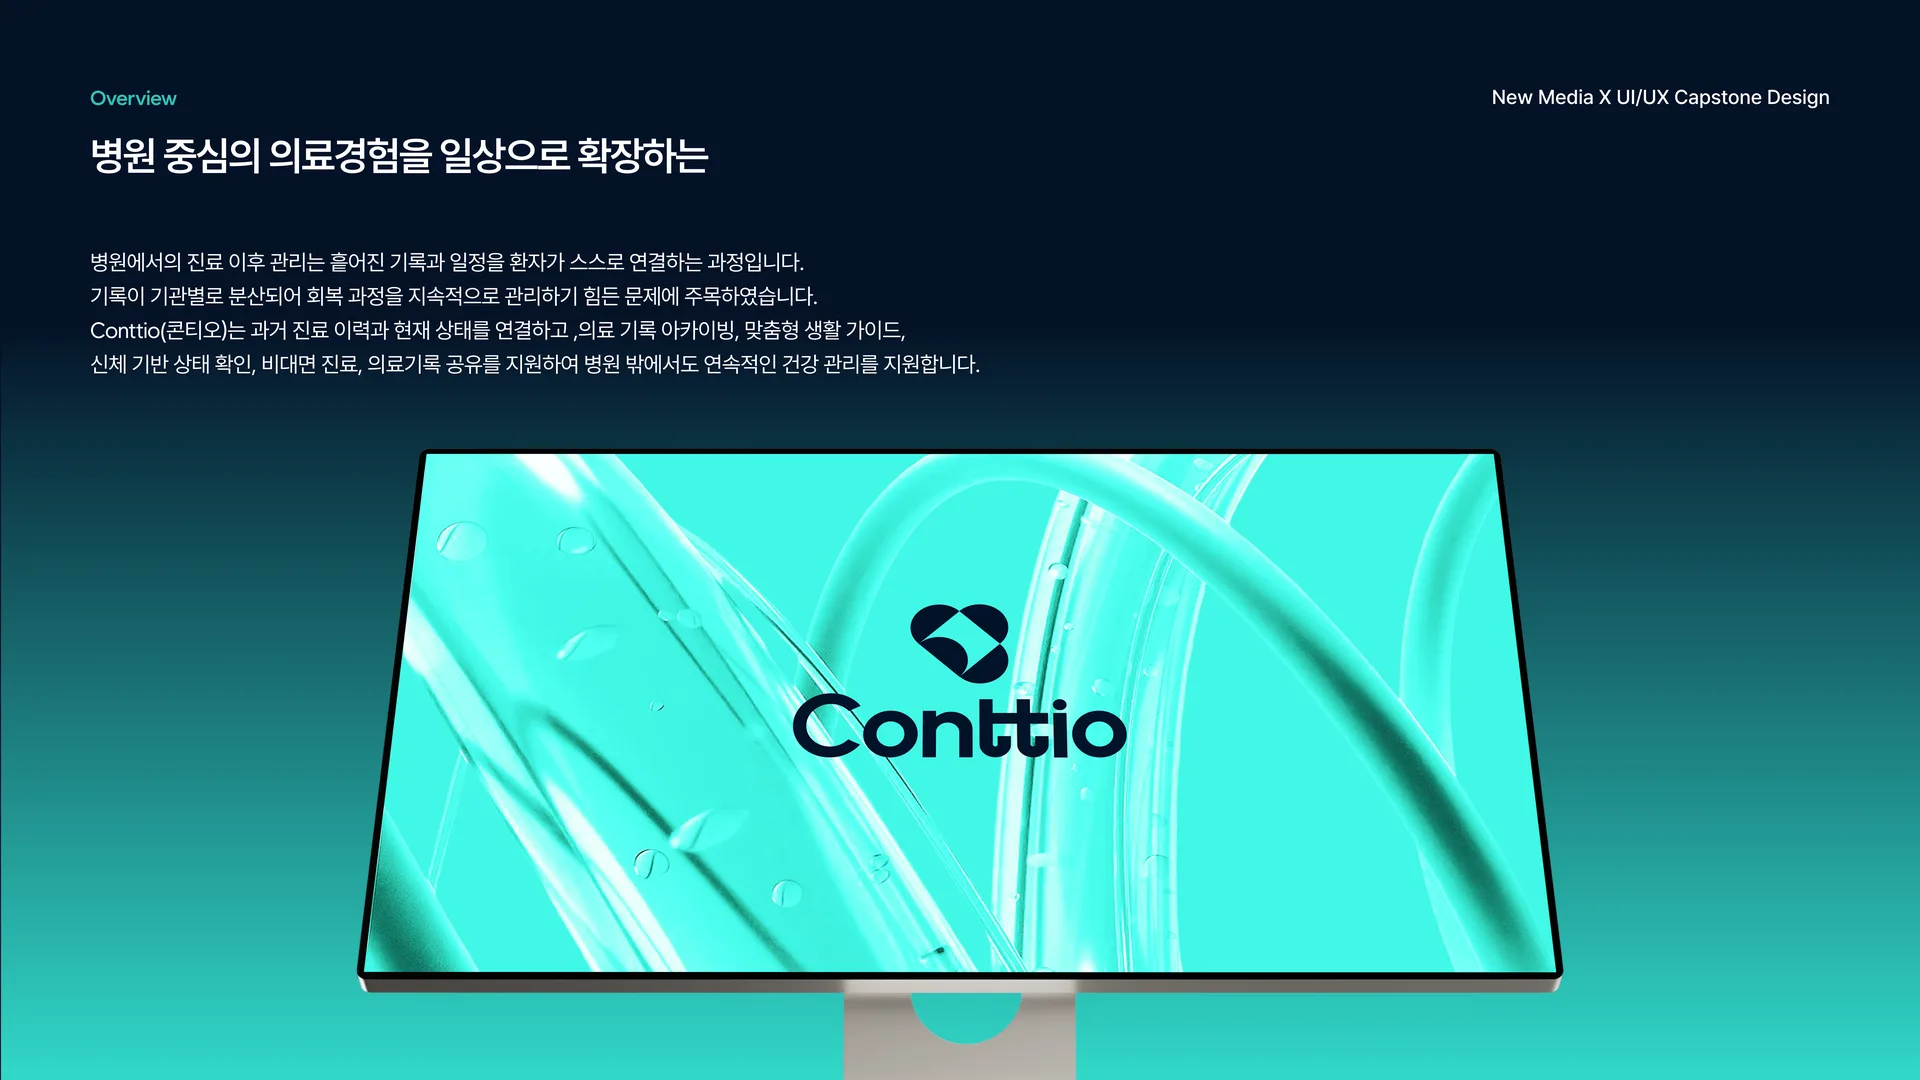 Overview
New Media X UI/UX Capstone Design
병원 중심의 의료경험을 일상으로 확장하는
병원에서의 진료 이후 관리는 흩어진 기록과 일정을 환자가 스스로 연결하는 과정입니다.
기록이 기관별로 분산되어 회복 과정을 지속적으로 관리하기 힘든 문제에 주목하였습니다.
Conttio(콘티오)는 과거 진료 이력과 현재 상태를 연결하고 ,의료 기록 아카이빙, 맞춤형 생활 가이드,
신체 기반 상태 확인, 비대면 진료, 의료기록 공유를 지원하여 병원 밖에서도 연속적인 건강 관리를 지원합니다.
Conttio